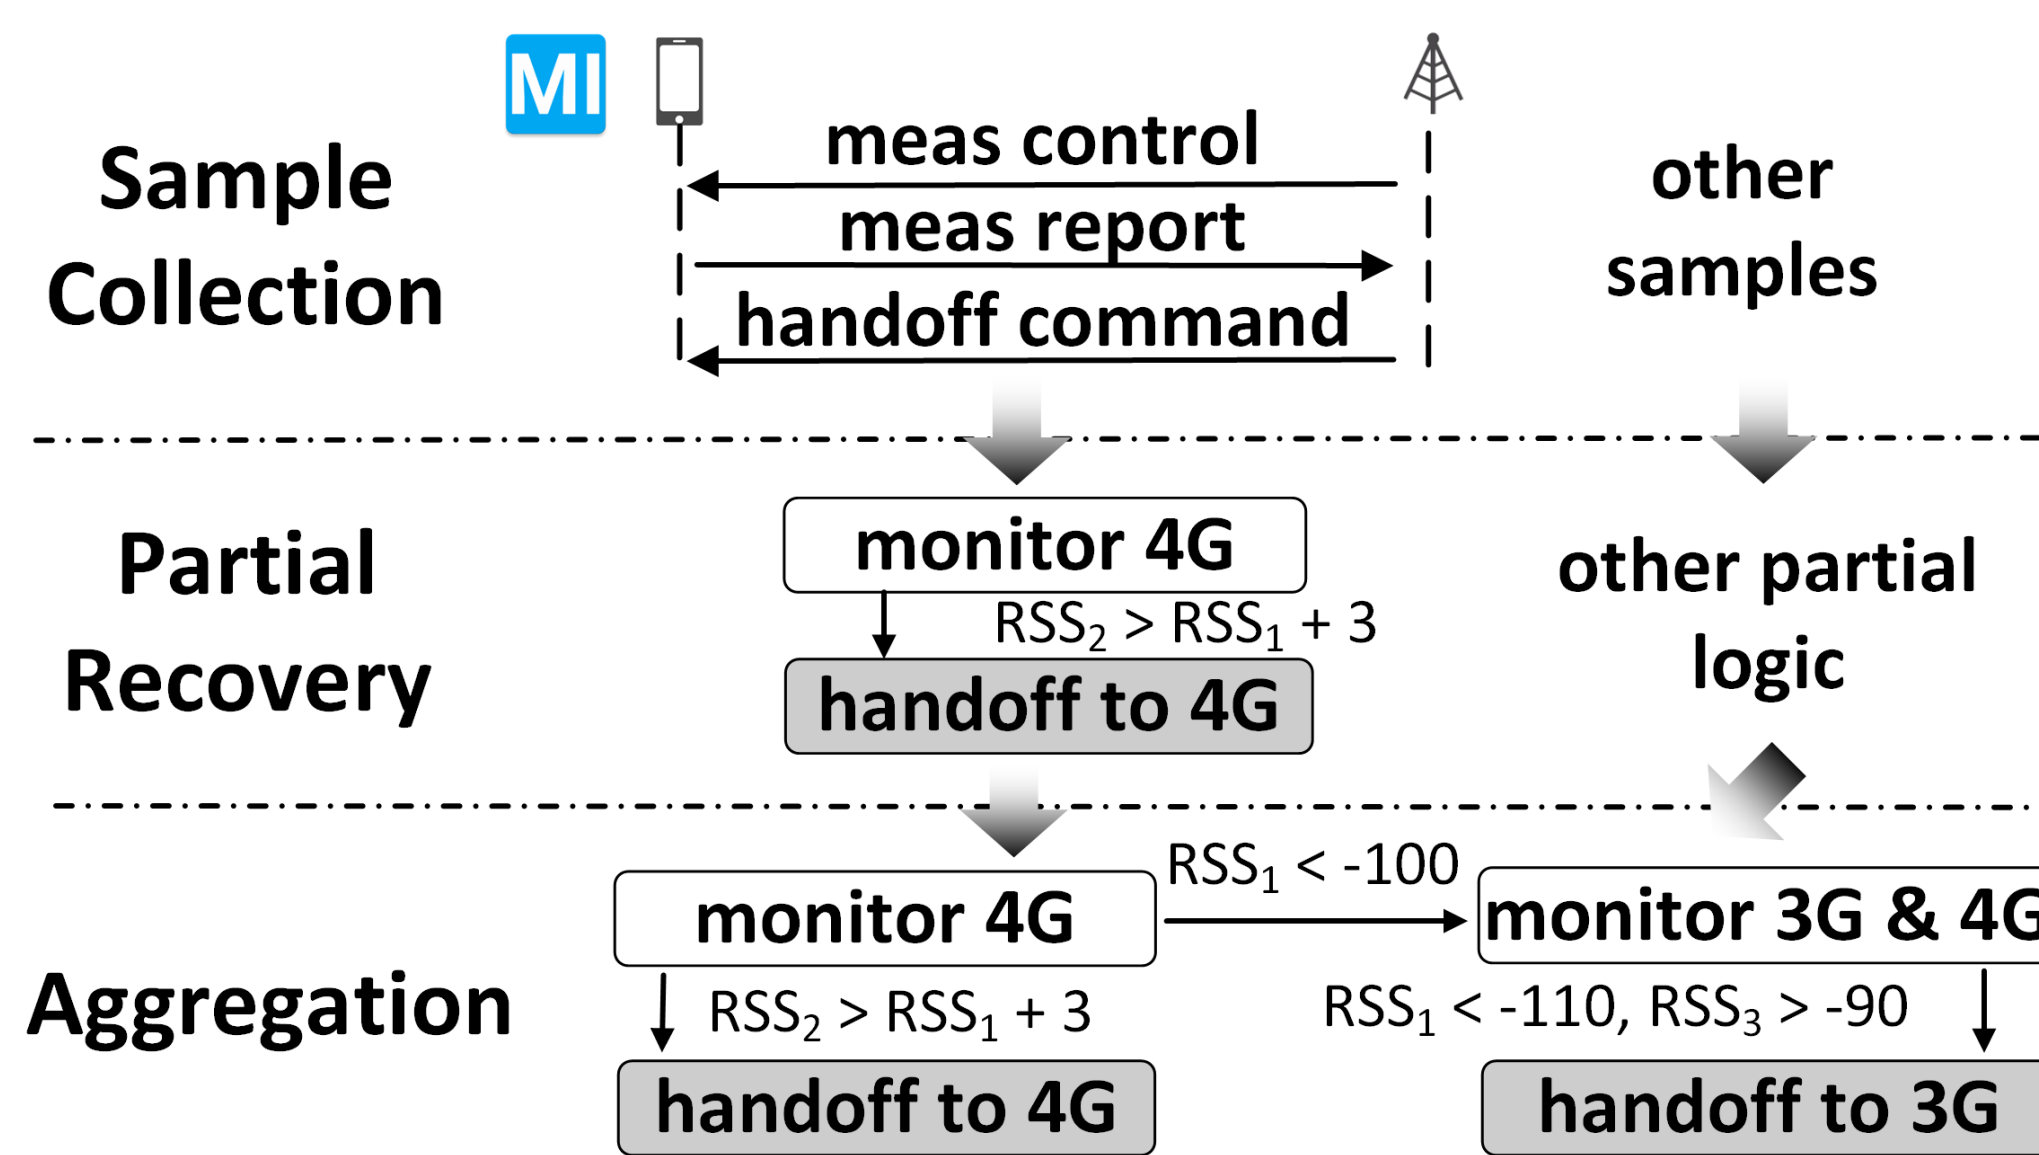 MI
Sample
Collection
meas control
meas report
handoff command
other
samples
Partial
Recovery
monitor 4G
RSS₂ > RSS₁ + 3
handoff to 4G
other partial
logic
Aggregation
monitor 4G
RSS₁ < -100
monitor 3G & 4G
RSS₂ > RSS₁ + 3
RSS₁ < -110, RSS₃ > -90
handoff to 4G
handoff to 3G